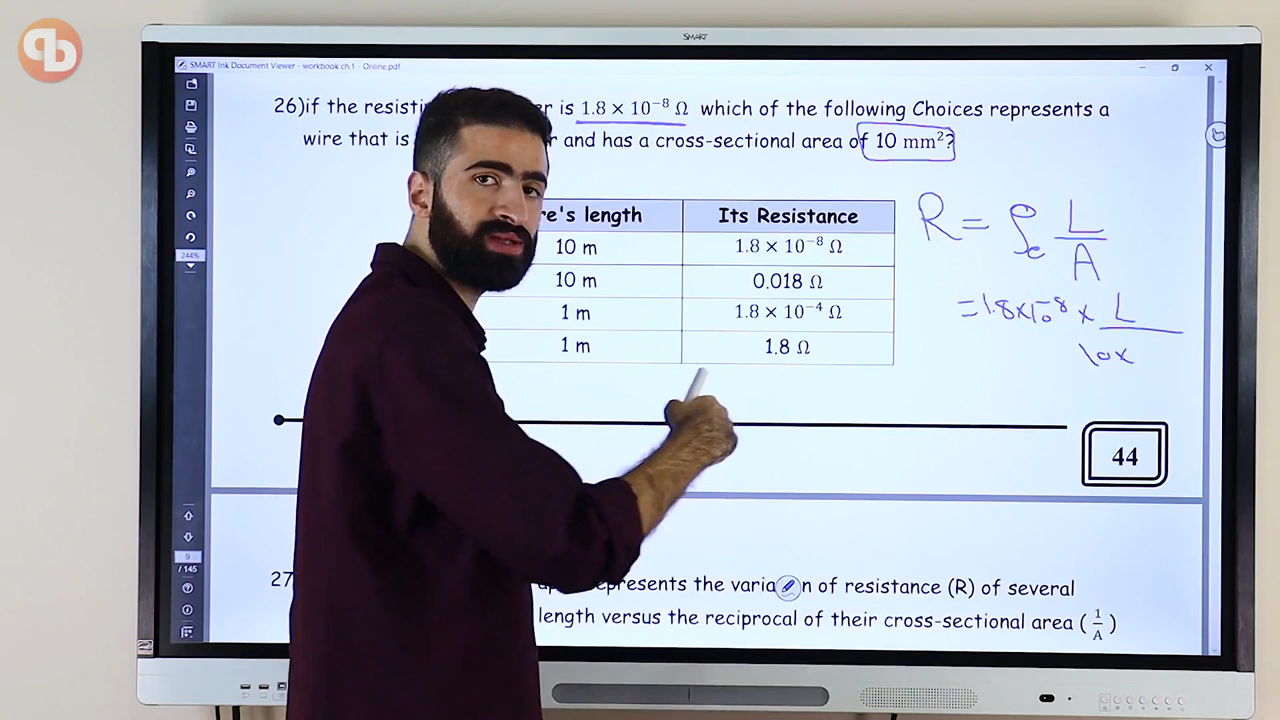 SMART
SMART Ink Document Viewer - workbook ch.1 - Online.pdf
26)if the resisti er is 1.8 × 10⁻⁸ Ω which of the following Choices represents a
wire that is and has a cross-sectional area of 10 mm²?
re's length Its Resistance
10 m 1.8 × 10⁻⁸ Ω
10 m 0.018 Ω
1 m 1.8 × 10⁻⁴ Ω
1 m 1.8 Ω
R = ρe L/A
= 1.8×10⁻⁸ × L/10×
244%
44
9
/ 145
27
represents the varia n of resistance (R) of several
length versus the reciprocal of their cross-sectional area (1/A)